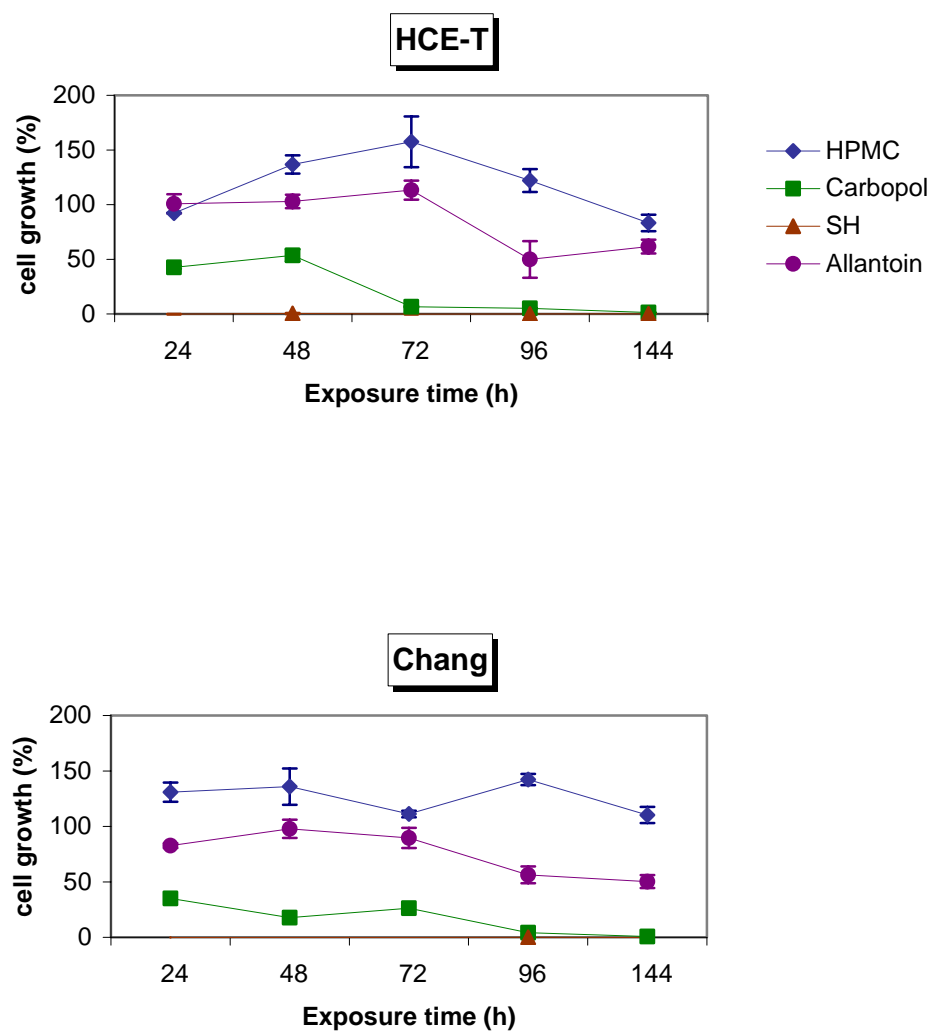 HCE-T
cell growth (%)
200
150
100
50
0
24 48 72 96 144
Exposure time (h)
HPMC
Carbopol
SH
Allantoin
Chang
cell growth (%)
200
150
100
50
0
24 48 72 96 144
Exposure time (h)